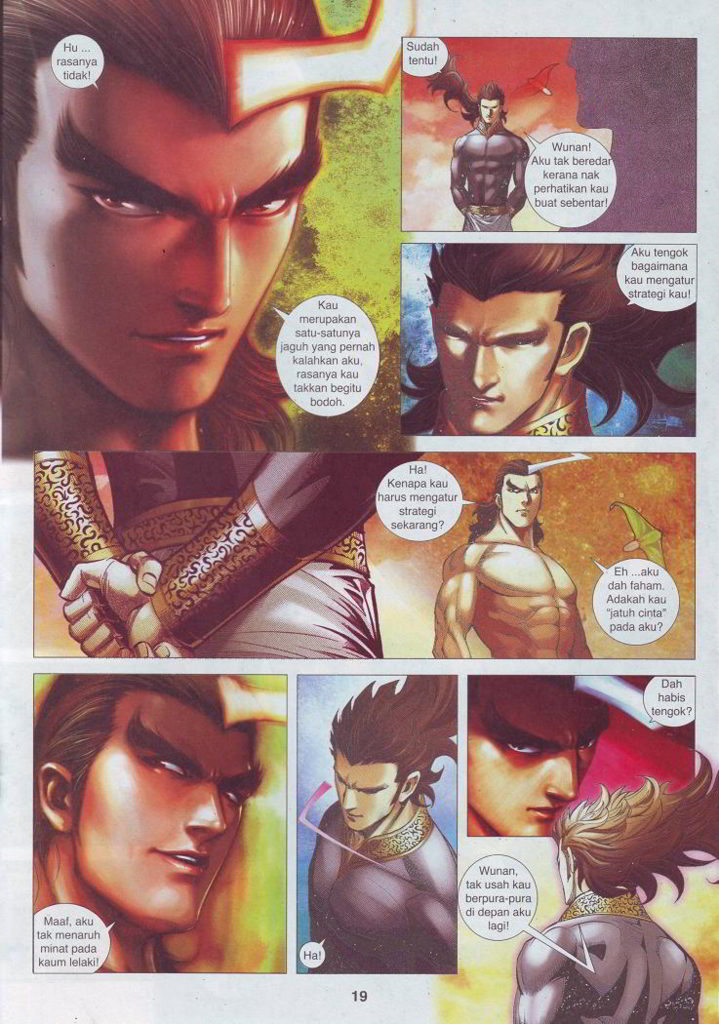 Hu ...
rasanya
tidak!
Kau
merupakan
satu-satunya
jaguh yang pernah
kalahkan aku,
rasanya kau
takkan begitu
bodoh.
Sudah
tentu!
Wunan!
Aku tak beredar
kerana nak
perhatikan kau
buat sebentar!
Aku tengok
bagaimana
kau mengatur
strategi kau!
Ha!
Kenapa kau
harus mengatur
strategi
sekarang?
Eh ...aku
dah faham.
Adakah kau
"jatuh cinta"
pada aku?
Maaf, aku
tak menaruh
minat pada
kaum lelaki!
Ha!
Dah
habis
tengok?
Wunan,
tak usah kau
berpura-pura
di depan aku
lagi!
19